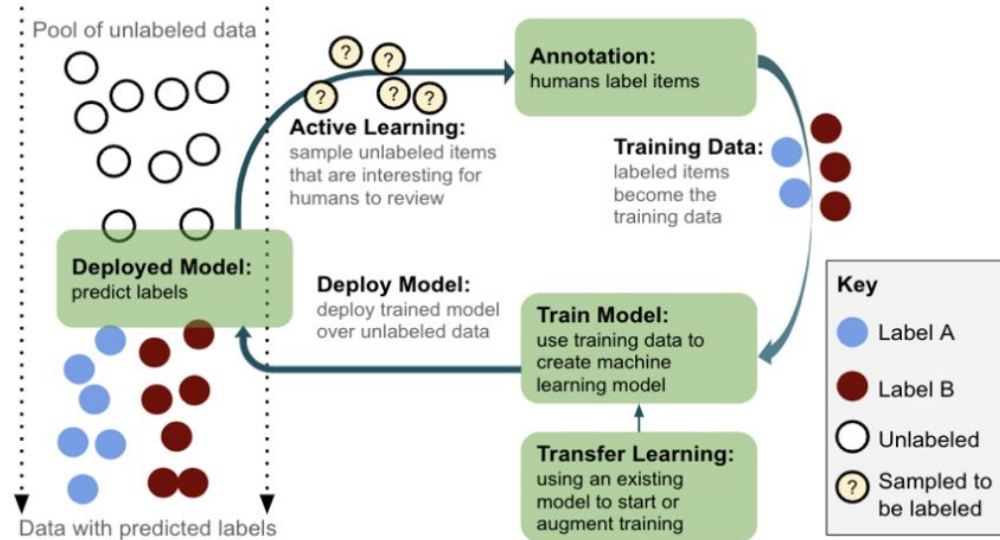 Pool of unlabeled data
?
?
?
?
?
Active Learning:
sample unlabeled items
that are interesting for
humans to review
Annotation:
humans label items
Training Data:
labeled items
become the
training data
Deployed Model:
predict labels
Deploy Model:
deploy trained model
over unlabeled data
Train Model:
use training data to
create machine
learning model
Transfer Learning:
using an existing
model to start or
augment training
Data with predicted labels
Key
Label A
Label B
Unlabeled
?
Sampled to
be labeled